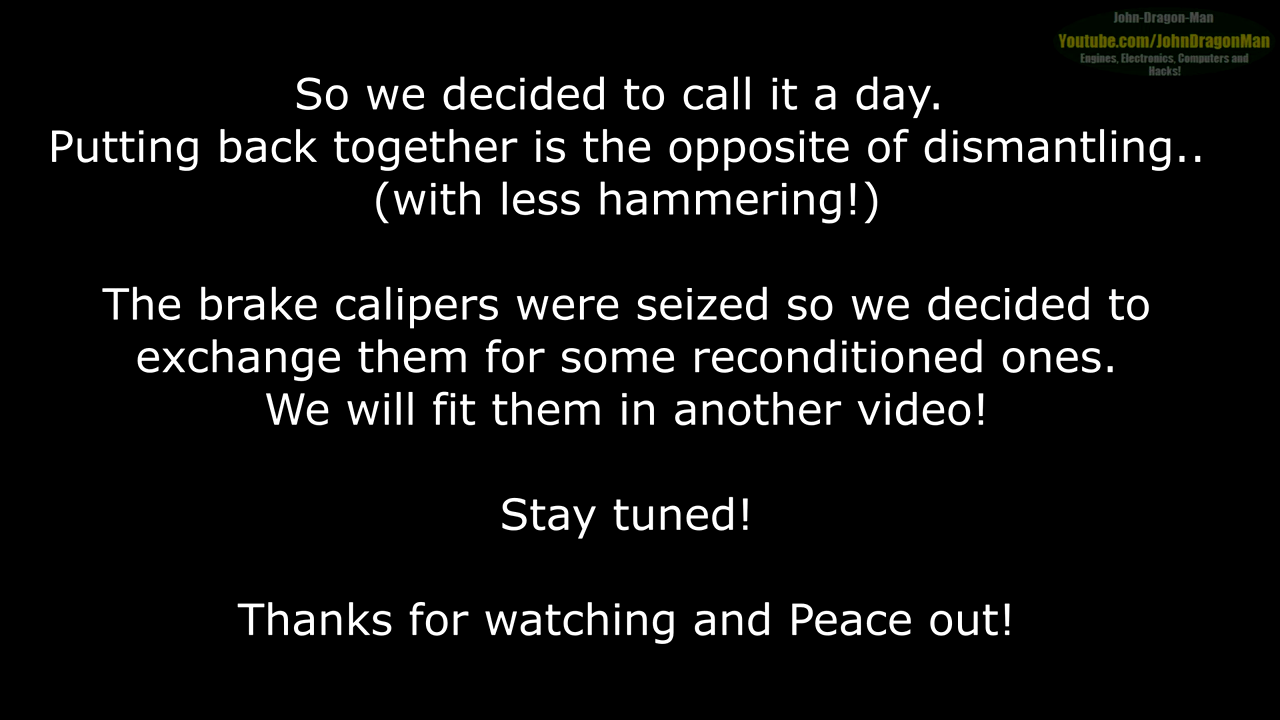 John-Dragon-Man
Youtube.com/JohnDragonMan
Engines, Electronics, Computers and
Hacks!
So we decided to call it a day.
Putting back together is the opposite of dismantling..
(with less hammering!)
The brake calipers were seized so we decided to
exchange them for some reconditioned ones.
We will fit them in another video!
Stay tuned!
Thanks for watching and Peace out!